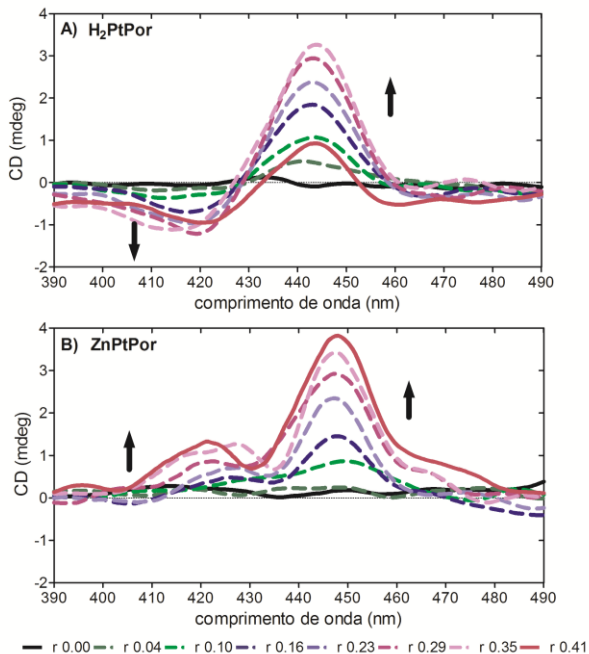 A) H₂PtPor
4
3
2
1
0
-1
-2
CD (mdeg)
390 400 410 420 430 440 450 460 470 480 490
comprimento de onda (nm)
B) ZnPtPor
4
3
2
1
0
-1
-2
CD (mdeg)
390 400 410 420 430 440 450 460 470 480 490
comprimento de onda (nm)
r 0.00 r 0.04 r 0.10 r 0.16 r 0.23 r 0.29 r 0.35 r 0.41